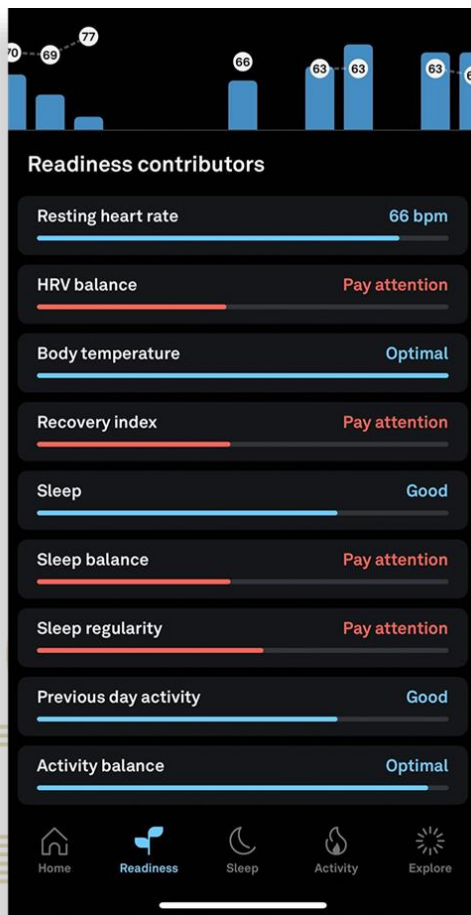 70 69 77 66 63 63 63
Readiness contributors
Resting heart rate 66 bpm
HRV balance Pay attention
Body temperature Optimal
Recovery index Pay attention
Sleep Good
Sleep balance Pay attention
Sleep regularity Pay attention
Previous day activity Good
Activity balance Optimal
Home Readiness Sleep Activity Explore